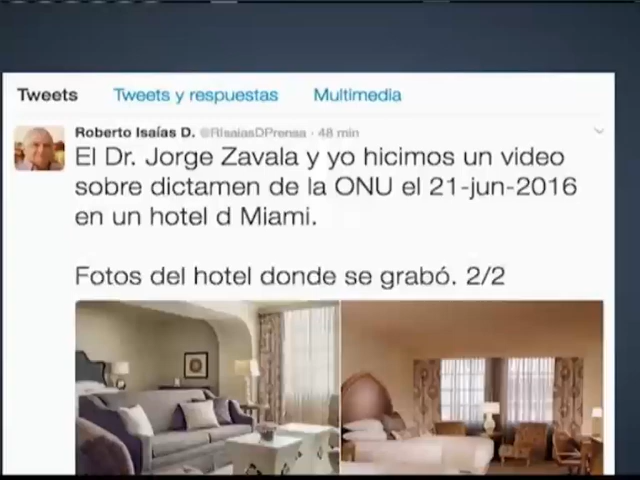 Tweets Tweets y respuestas Multimedia
Roberto Isaías D. @RIsaiasDPrensa · 48 min
El Dr. Jorge Zavala y yo hicimos un video
sobre dictamen de la ONU el 21-jun-2016
en un hotel d Miami.
Fotos del hotel donde se grabó. 2/2